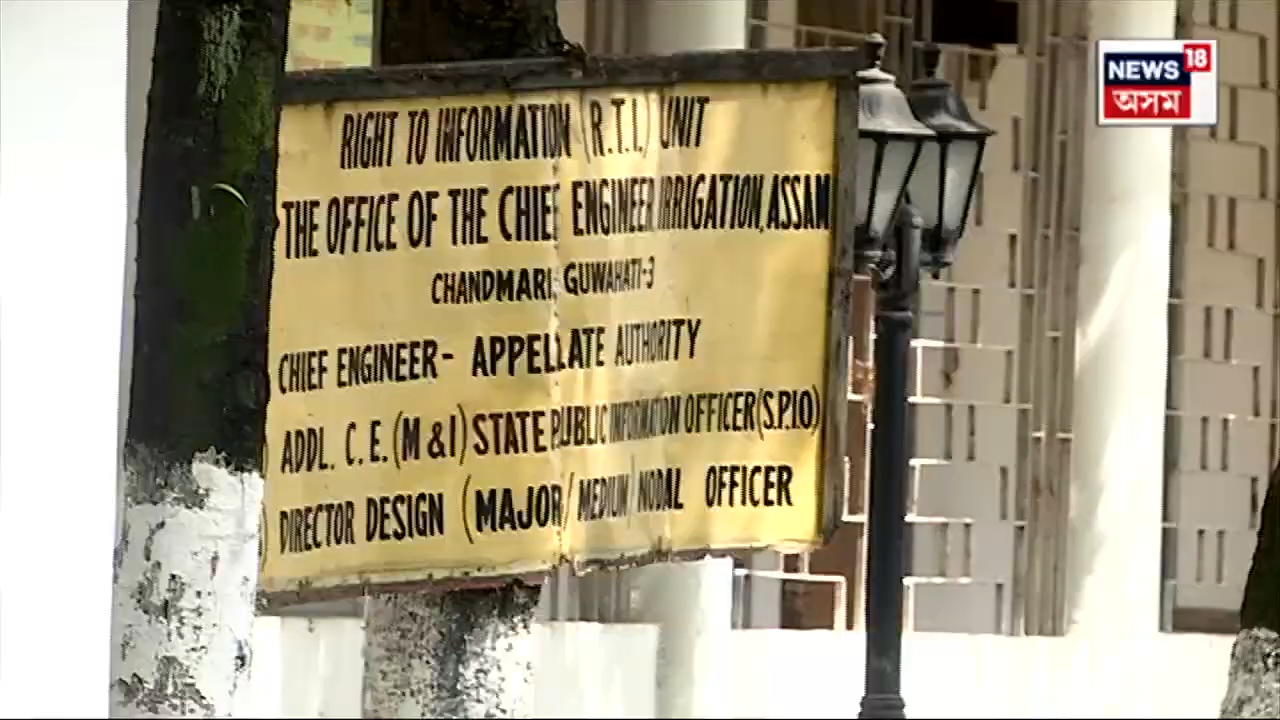 RIGHT TO INFORMATION (R.T.I.) UNIT
THE OFFICE OF THE CHIEF ENGINEER IRRIGATION, ASSAM
CHANDMARI, GUWAHATI-3
CHIEF ENGINEER- APPELLATE AUTHORITY
ADDL. C.E. (M & I) STATE PUBLIC INFORMATION OFFICER (S.P.I.O)
DIRECTOR DESIGN (MAJOR/MEDIUM) NODAL OFFICER
NEWS 18
অসম